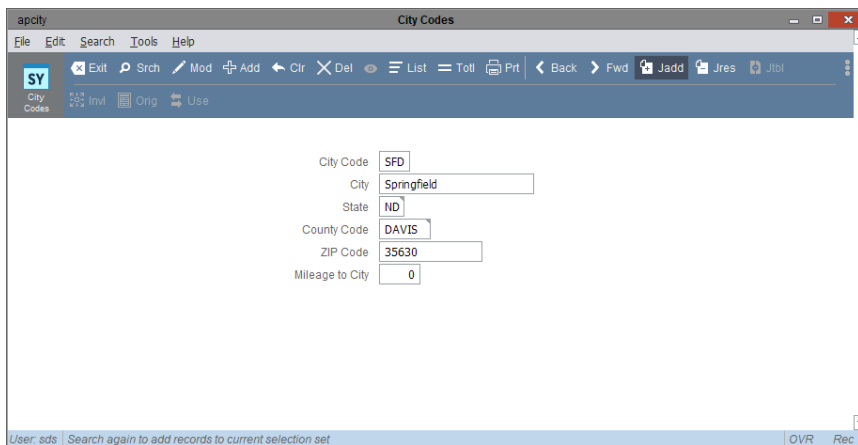 apcity City Codes
File Edit Search Tools Help
Exit Srch Mod Add Clr Del List Totl Prt Back Fwd Jadd Jres Jtbl
SY
City
Codes
Invl Orig Use
City Code SFD
City Springfield
State ND
County Code DAVIS
ZIP Code 35630
Mileage to City 0
User: sds Search again to add records to current selection set OVR Rec